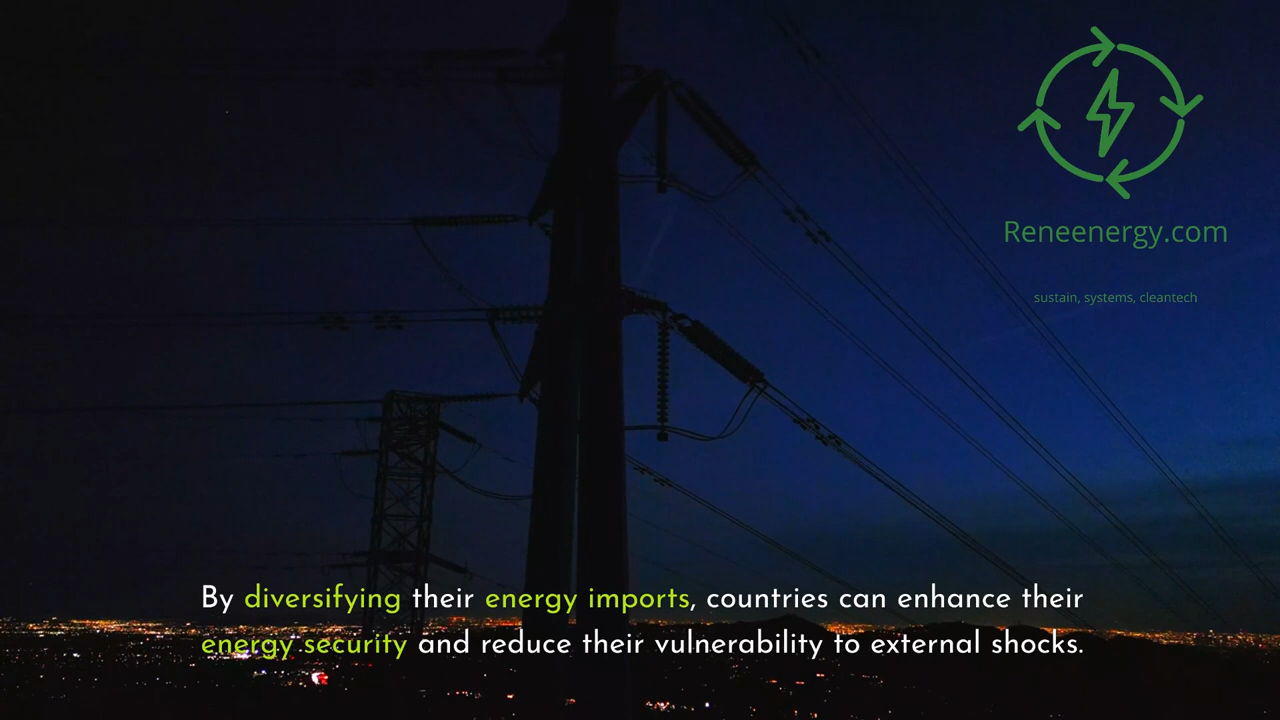 Reneenergy.com
sustain, systems, cleantech
By diversifying their energy imports, countries can enhance their
energy security and reduce their vulnerability to external shocks.